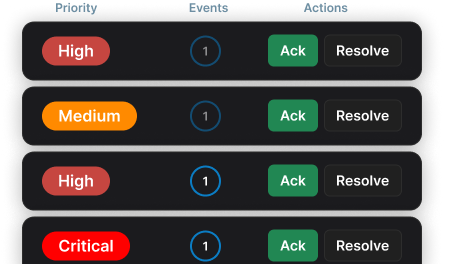 Priority Events Actions
High 1 Ack Resolve
Medium 1 Ack Resolve
High 1 Ack Resolve
Critical 1 Ack Resolve